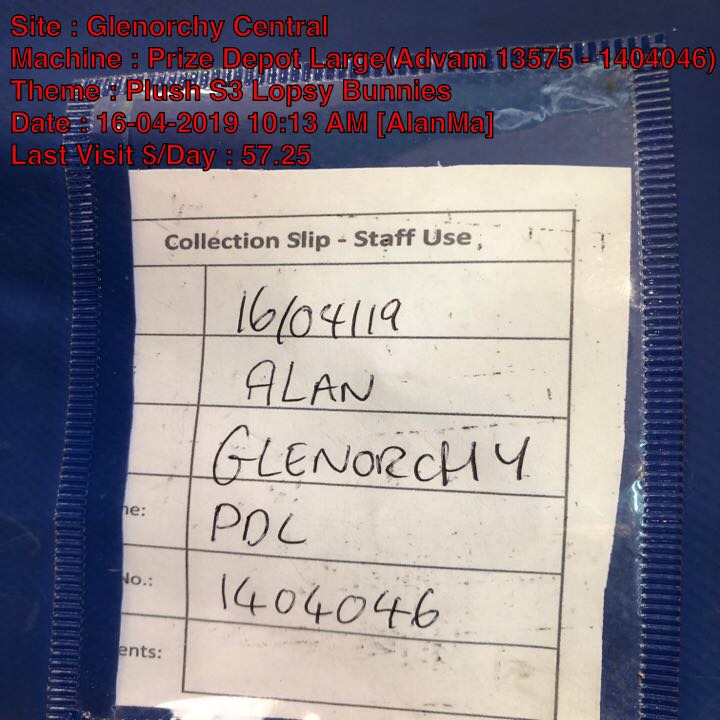 Site : Glenorchy Central
Machine : Prize Depot Large(Advam 13575 - 1404046)
Theme : Plush S3 Lopsy Bunnies
Date : 16-04-2019 10:13 AM [AlanMa]
Last Visit $/Day : 57.25
Collection Slip - Staff Use
16/04/19
: ALAN
GLENORCHY
ne: PDL
No.: 1404046
ents: